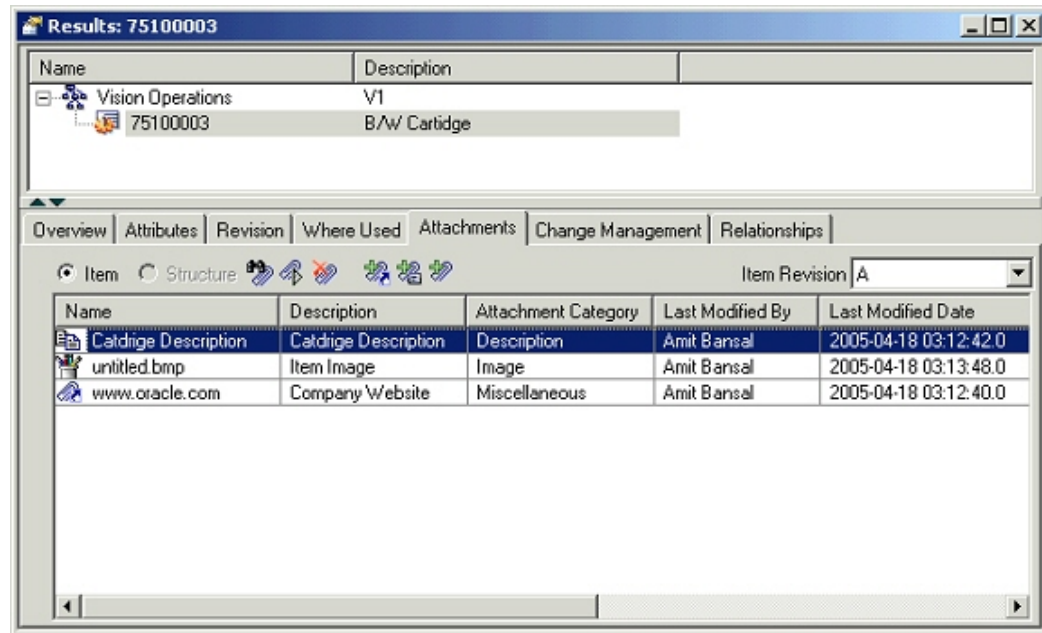 Results: 75100003
Name Description
Vision Operations V1
75100003 B/W Cartidge
Overview Attributes Revision Where Used Attachments Change Management Relationships
Item Structure Item Revision A
Name Description Attachment Category Last Modified By Last Modified Date
Catdrige Description Catdrige Description Description Amit Bansal 2005-04-18 03:12:42.0
untitled.bmp Item Image Image Amit Bansal 2005-04-18 03:13:48.0
www.oracle.com Company Website Miscellaneous Amit Bansal 2005-04-18 03:12:40.0